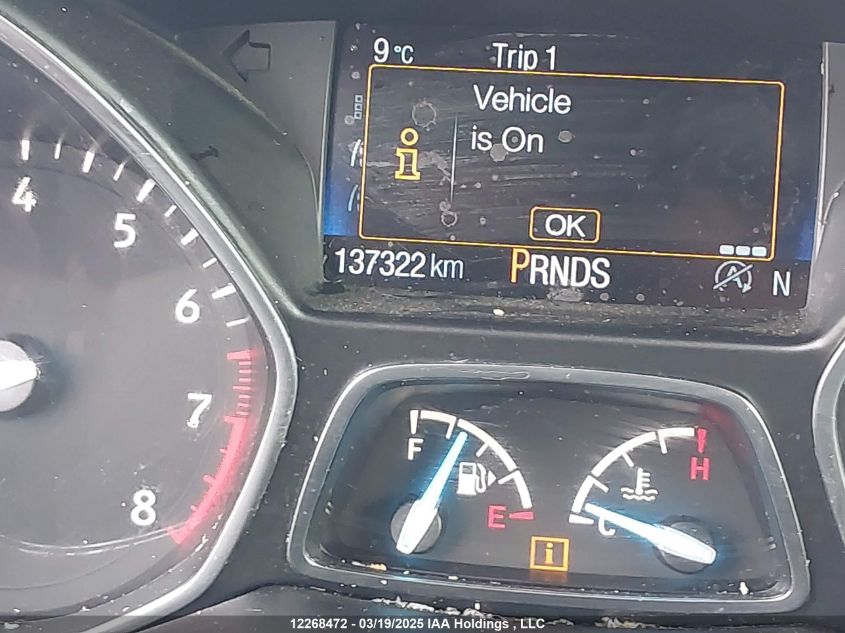 9 °C Trip 1
Vehicle
is On
i
OK
137322 km PRNDS A N
4
5
6
7
8
F
E
H
C
i
12268472 - 03/19/2025 IAA Holdings , LLC